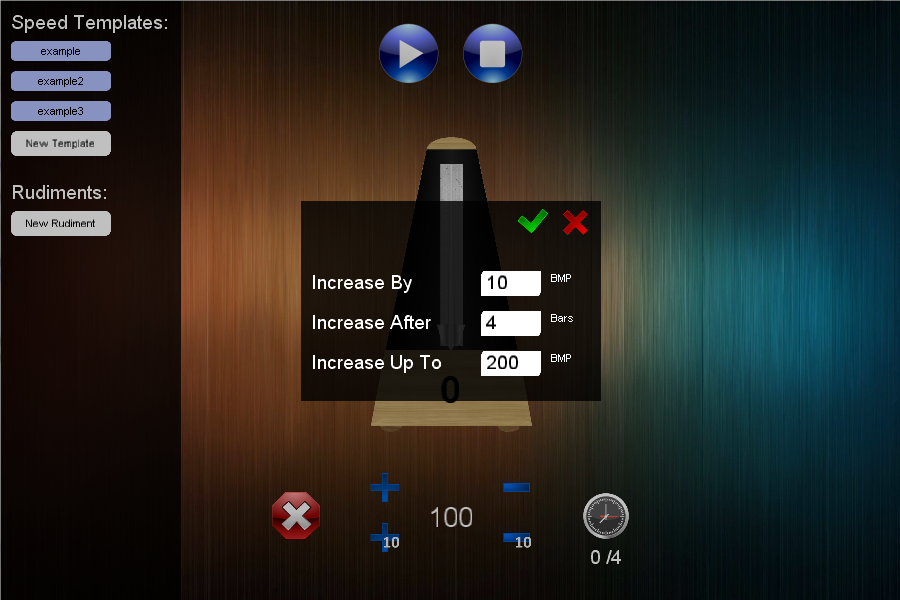 Speed Templates:
example
example2
example3
New Template
Rudiments:
New Rudiment
Increase By 10 BMP
Increase After 4 Bars
Increase Up To 200 BMP
0
100
10
10
0 /4